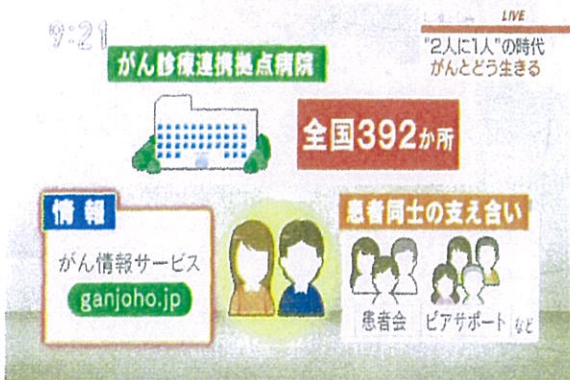 9:21
LIVE
"2人に1人"の時代
がんとどう生きる
がん診療連携拠点病院
全国392か所
情報
がん情報サービス
ganjoho.jp
患者同士の支え合い
患者会
ピアサポート
など